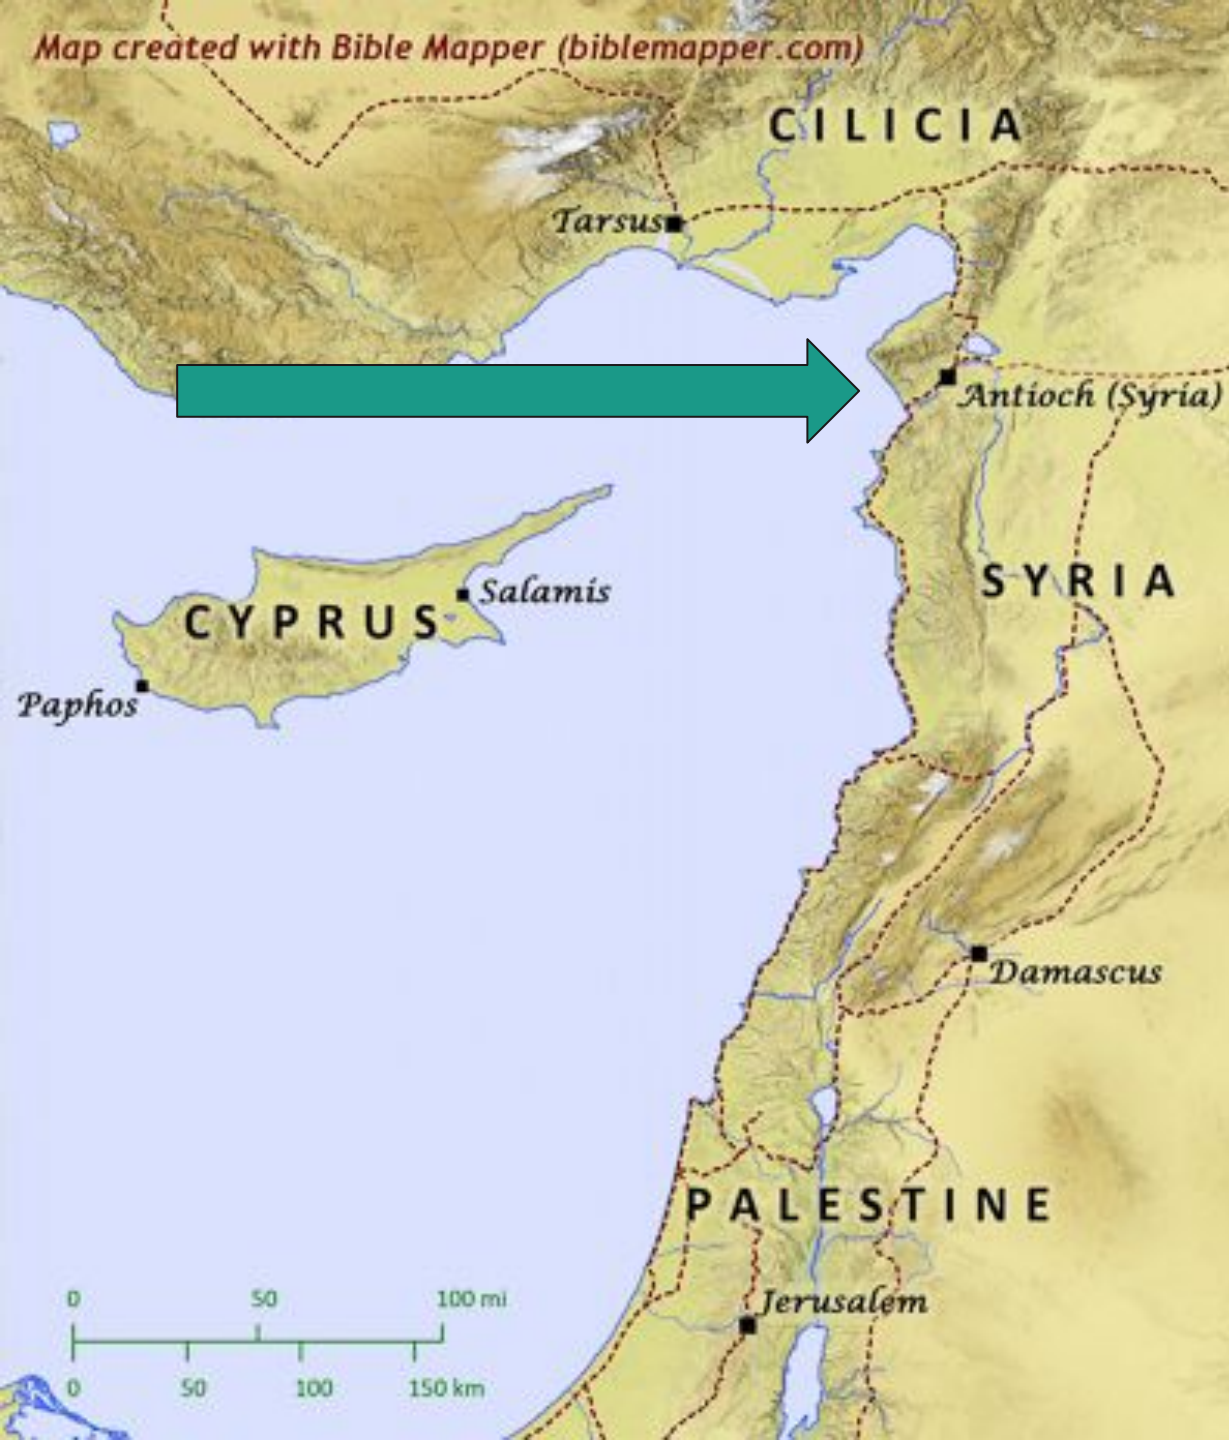 Map created with Bible Mapper (biblemapper.com)
CILICIA
Tarsus
Antioch (Syria)
SYRIA
Salamis
CYPRUS
Paphos
Damascus
PALESTINE
Jerusalem
0 50 100 mi
0 50 100 150 km